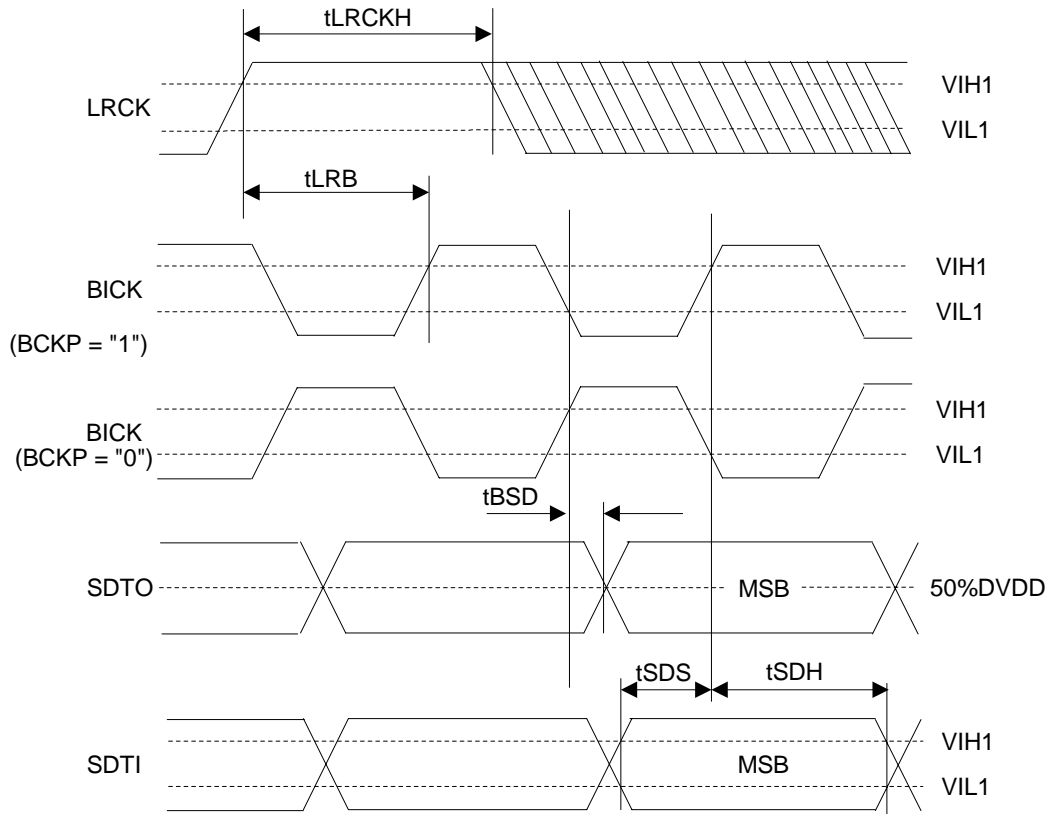 tLRCKH
LRCK
VIH1
VIL1
tLRB
BICK
(BCKP = "1")
VIH1
VIL1
BICK
(BCKP = "0")
VIH1
VIL1
tBSD
SDTO
MSB
50%DVDD
tSDS
tSDH
SDTI
MSB
VIH1
VIL1